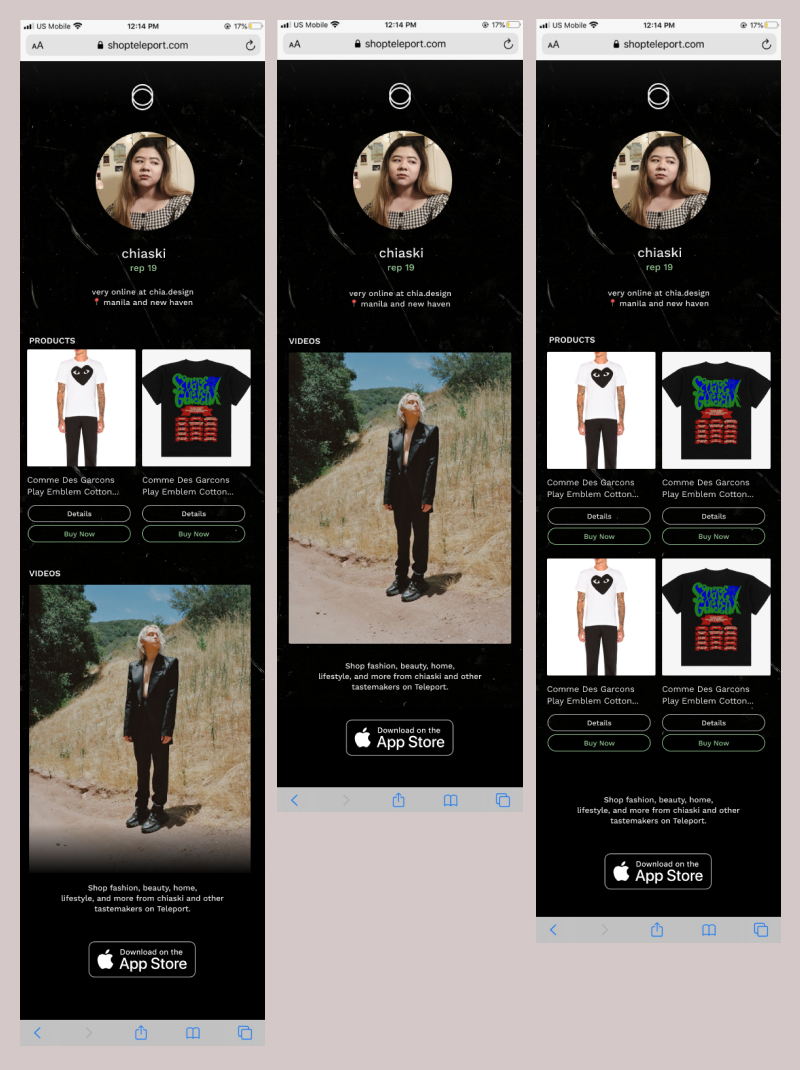 US Mobile 12:14 PM 17%
AA shopteleport.com
chiaski
rep 19
very online at chia.design
manila and new haven
PRODUCTS
Comme Des Garcons
Play Emblem Cotton...
Details
Buy Now
Comme Des Garcons
Play Emblem Cotton...
Details
Buy Now
VIDEOS
Shop fashion, beauty, home,
lifestyle, and more from chiaski and other
tastemakers on Teleport.
Download on the
App Store
US Mobile 12:14 PM 17%
AA shopteleport.com
chiaski
rep 19
very online at chia.design
manila and new haven
VIDEOS
Shop fashion, beauty, home,
lifestyle, and more from chiaski and other
tastemakers on Teleport.
Download on the
App Store
US Mobile 12:14 PM 17%
AA shopteleport.com
chiaski
rep 19
very online at chia.design
manila and new haven
PRODUCTS
Comme Des Garcons
Play Emblem Cotton...
Details
Buy Now
Comme Des Garcons
Play Emblem Cotton...
Details
Buy Now
Comme Des Garcons
Play Emblem Cotton...
Details
Buy Now
Comme Des Garcons
Play Emblem Cotton...
Details
Buy Now
Shop fashion, beauty, home,
lifestyle, and more from chiaski and other
tastemakers on Teleport.
Download on the
App Store